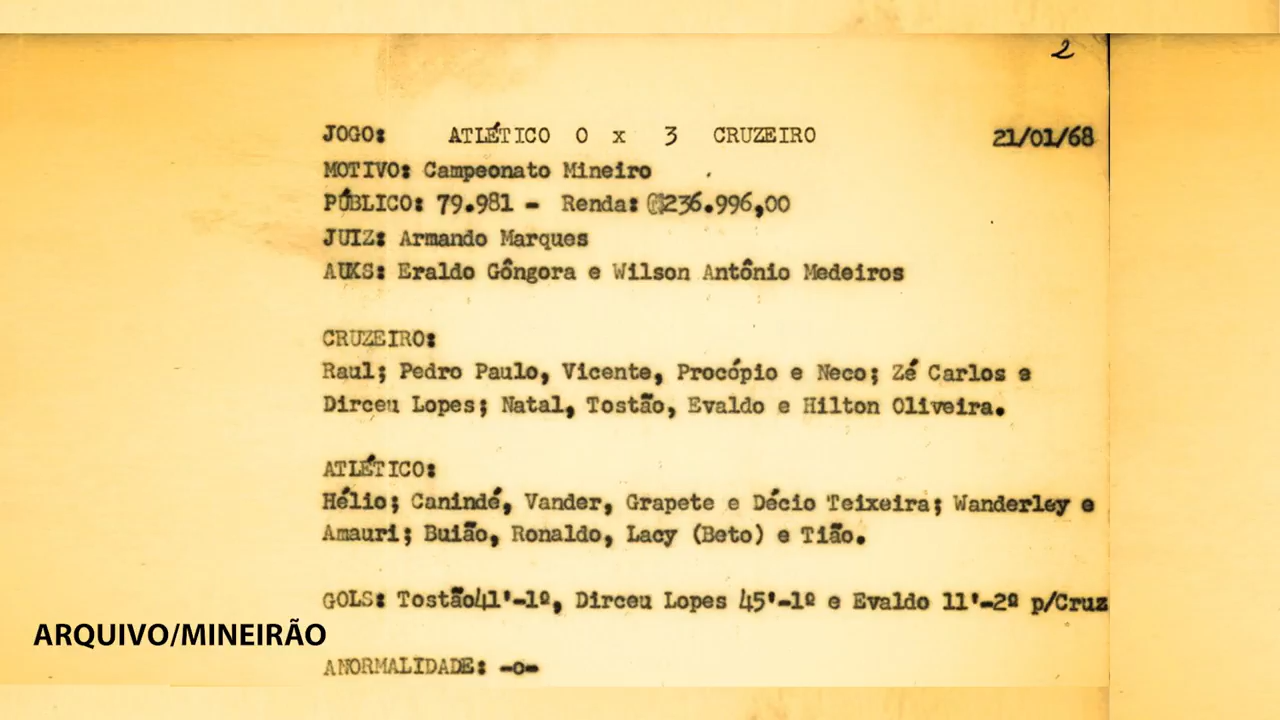 2
JOGO: ATLÉTICO 0 x 3 CRUZEIRO 21/01/68
MOTIVO: Campeonato Mineiro
PÚBLICO: 79.981 - Renda: 236.996,00
JUIZ: Armando Marques
AUXS: Eraldo Gôngora e Wilson Antônio Medeiros
CRUZEIRO:
Raul; Pedro Paulo, Vicente, Procópio e Neco; Zé Carlos e
Dirceu Lopes; Natal, Tostão, Evaldo e Hilton Oliveira.
ATLÉTICO:
Hélio; Canindé, Vander, Grapete e Décio Teixeira; Wanderley e
Amauri; Buião, Ronaldo, Lacy (Beto) e Tião.
GOLS: Tostão41'-1º, Dirceu Lopes 45'-1º e Evaldo 11'-2º p/Cruz
ARQUIVO/MINEIRÃO
ANORMALIDADE: -o-